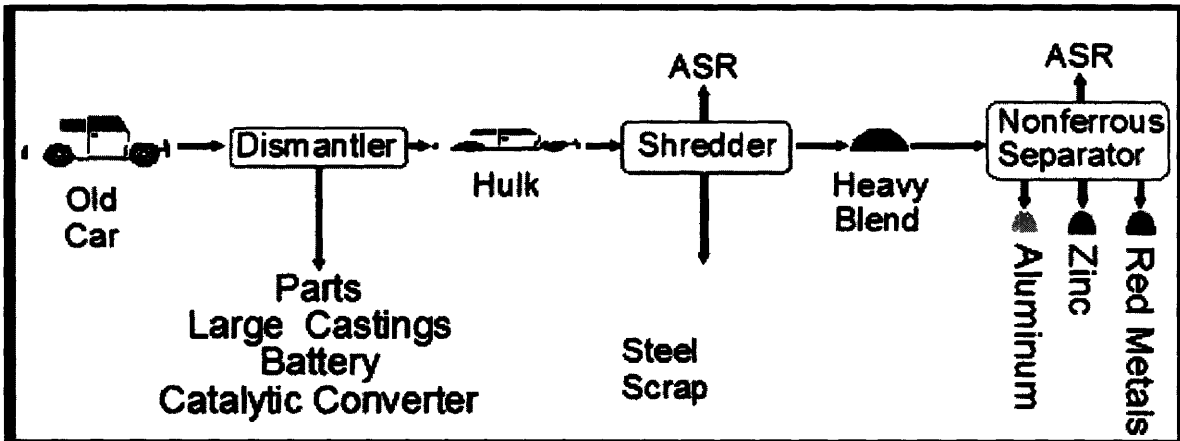 Old
Car
Dismantler
Parts
Large Castings
Battery
Catalytic Converter
Hulk
ASR
Shredder
Steel
Scrap
Heavy
Blend
ASR
Nonferrous
Separator
Aluminum
Zinc
Red Metals